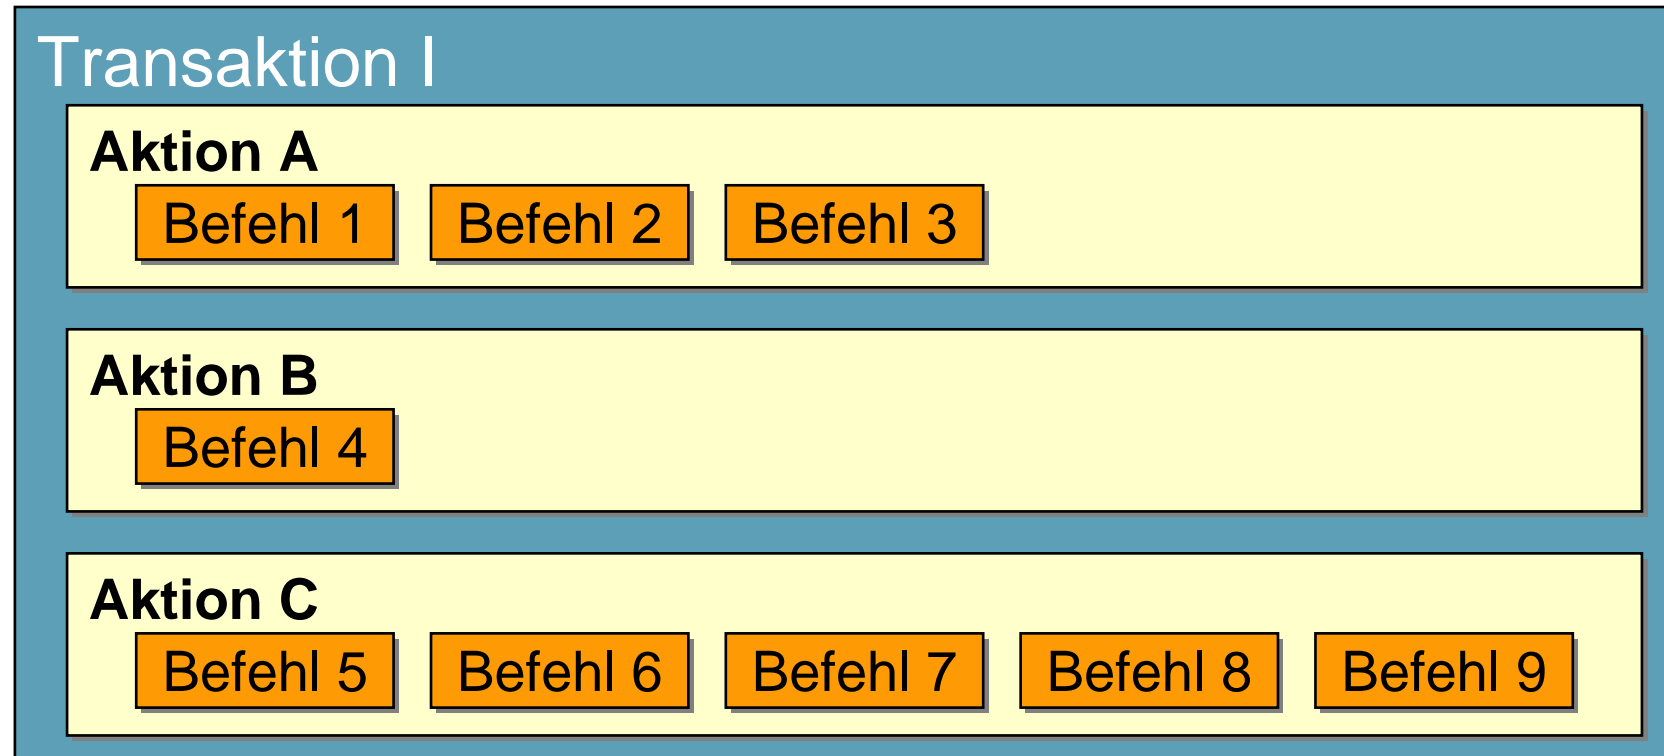 Transaktion I
Aktion A
Befehl 1 Befehl 2 Befehl 3
Aktion B
Befehl 4
Aktion C
Befehl 5 Befehl 6 Befehl 7 Befehl 8 Befehl 9